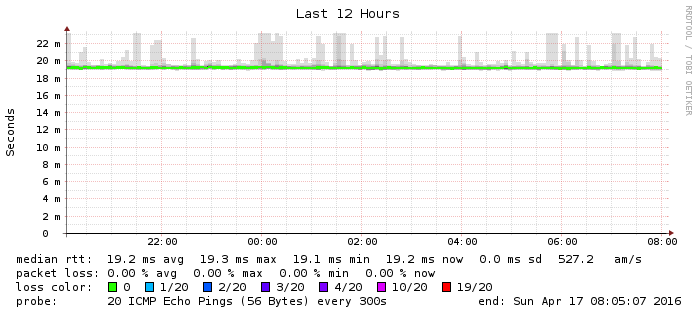 Last 12 Hours
RRDTOOL / TOBI OETIKER
Seconds
22 m
20 m
18 m
16 m
14 m
12 m
10 m
8 m
6 m
4 m
2 m
0
22:00 00:00 02:00 04:00 06:00 08:00
median rtt: 19.2 ms avg 19.3 ms max 19.1 ms min 19.2 ms now 0.0 ms sd 527.2 am/s
packet loss: 0.00 % avg 0.00 % max 0.00 % min 0.00 % now
loss color: 0 1/20 2/20 3/20 4/20 10/20 19/20
probe: 20 ICMP Echo Pings (56 Bytes) every 300s end: Sun Apr 17 08:05:07 2016